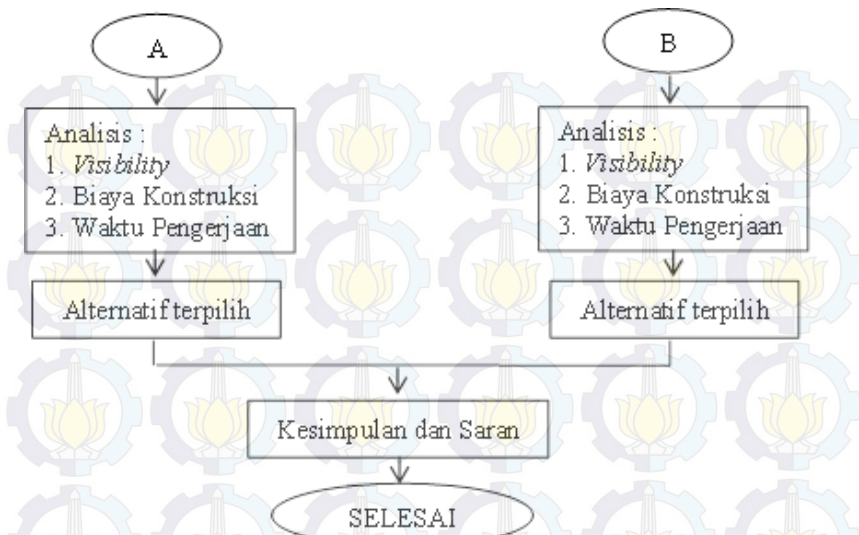 A
Analisis :
1. Visibility
2. Biaya Konstruksi
3. Waktu Pengerjaan
Alternatif terpilih
B
Analisis :
1. Visibility
2. Biaya Konstruksi
3. Waktu Pengerjaan
Alternatif terpilih
Kesimpulan dan Saran
SELESAI